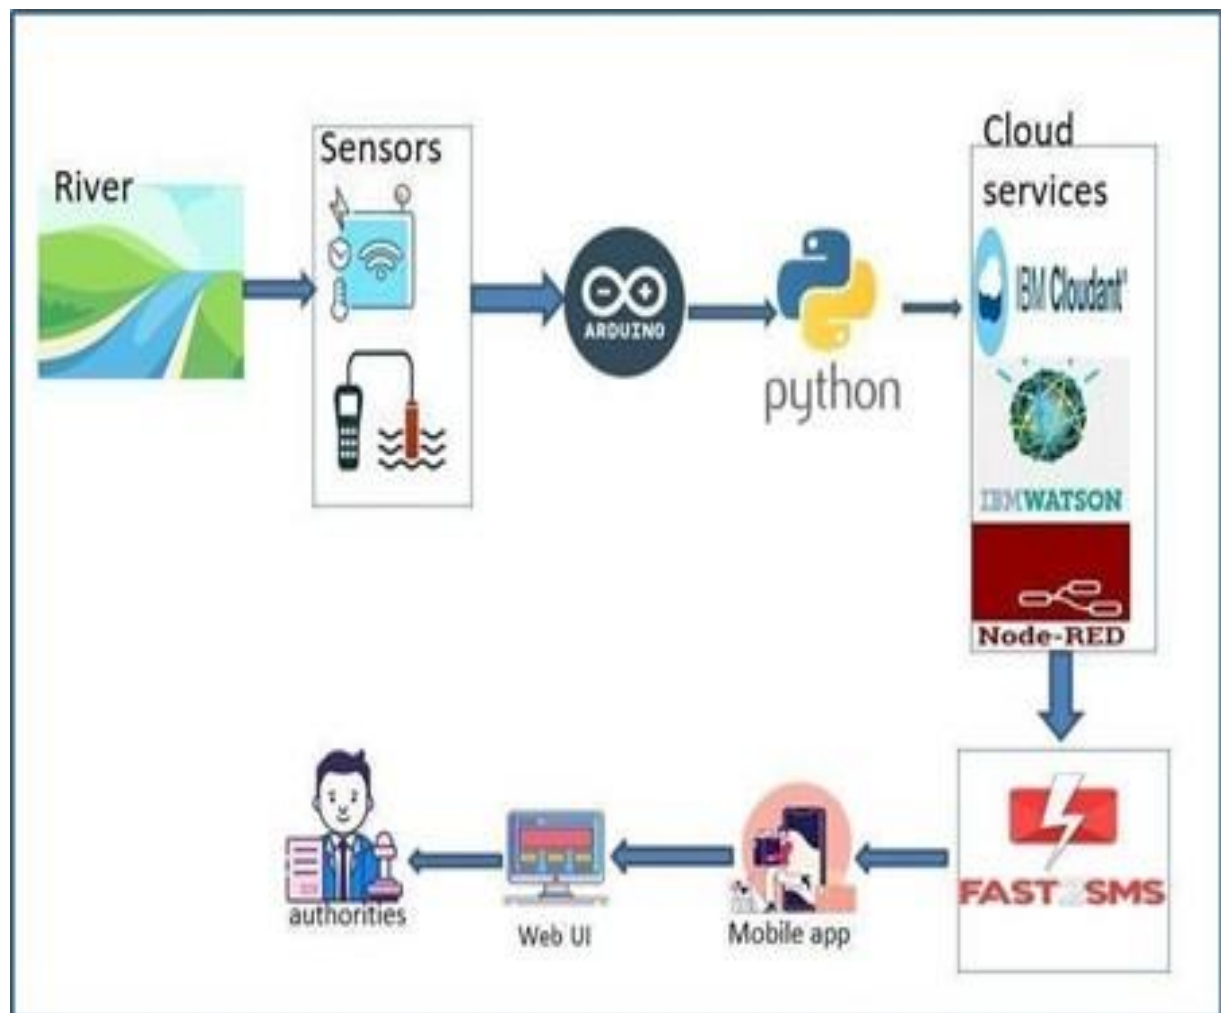 River
Sensors
ARDUINO
python
Cloud
services
IBM Cloudant
IBMWATSON
Node-RED
FAST2SMS
Mobile app
Web UI
authorities